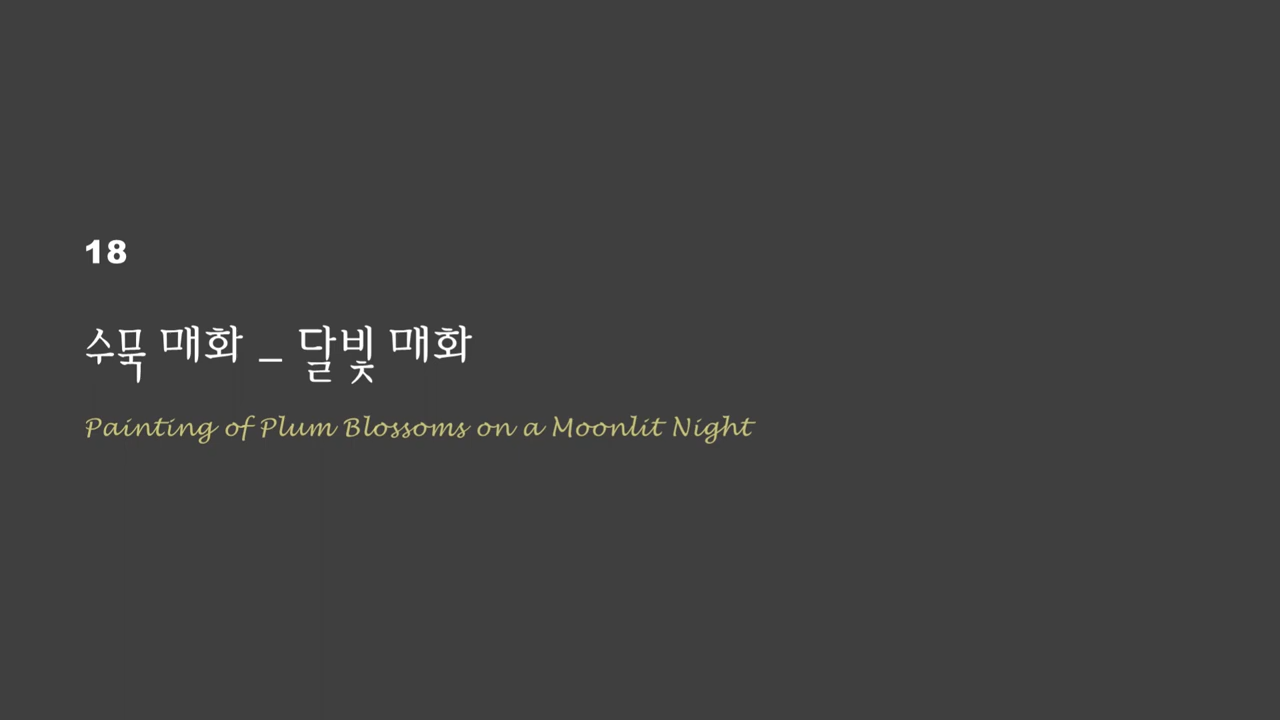 18
수묵 매화 – 달빛 매화
Painting of Plum Blossoms on a Moonlit Night